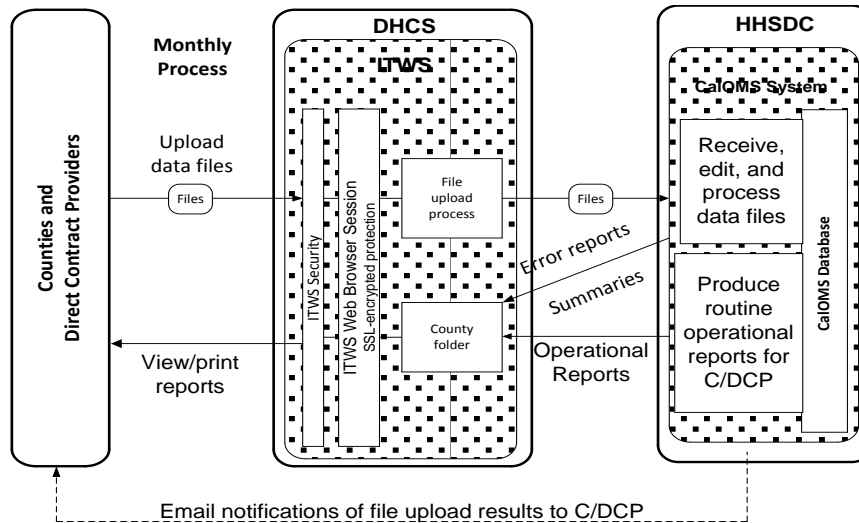 DHCS
HHSDC
Monthly
Process
ITWS
CalOMS System
Counties and
Direct Contract Providers
Upload
data files
Files
ITWS Security
ITWS Web Browser Session
SSL-encrypted protection
File
upload
process
Files
Receive,
edit, and
process
data files
CalOMS Database
Error reports
Summaries
County
folder
Produce
routine
operational
reports for
C/DCP
Operational
Reports
View/print
reports
Email notifications of file upload results to C/DCP